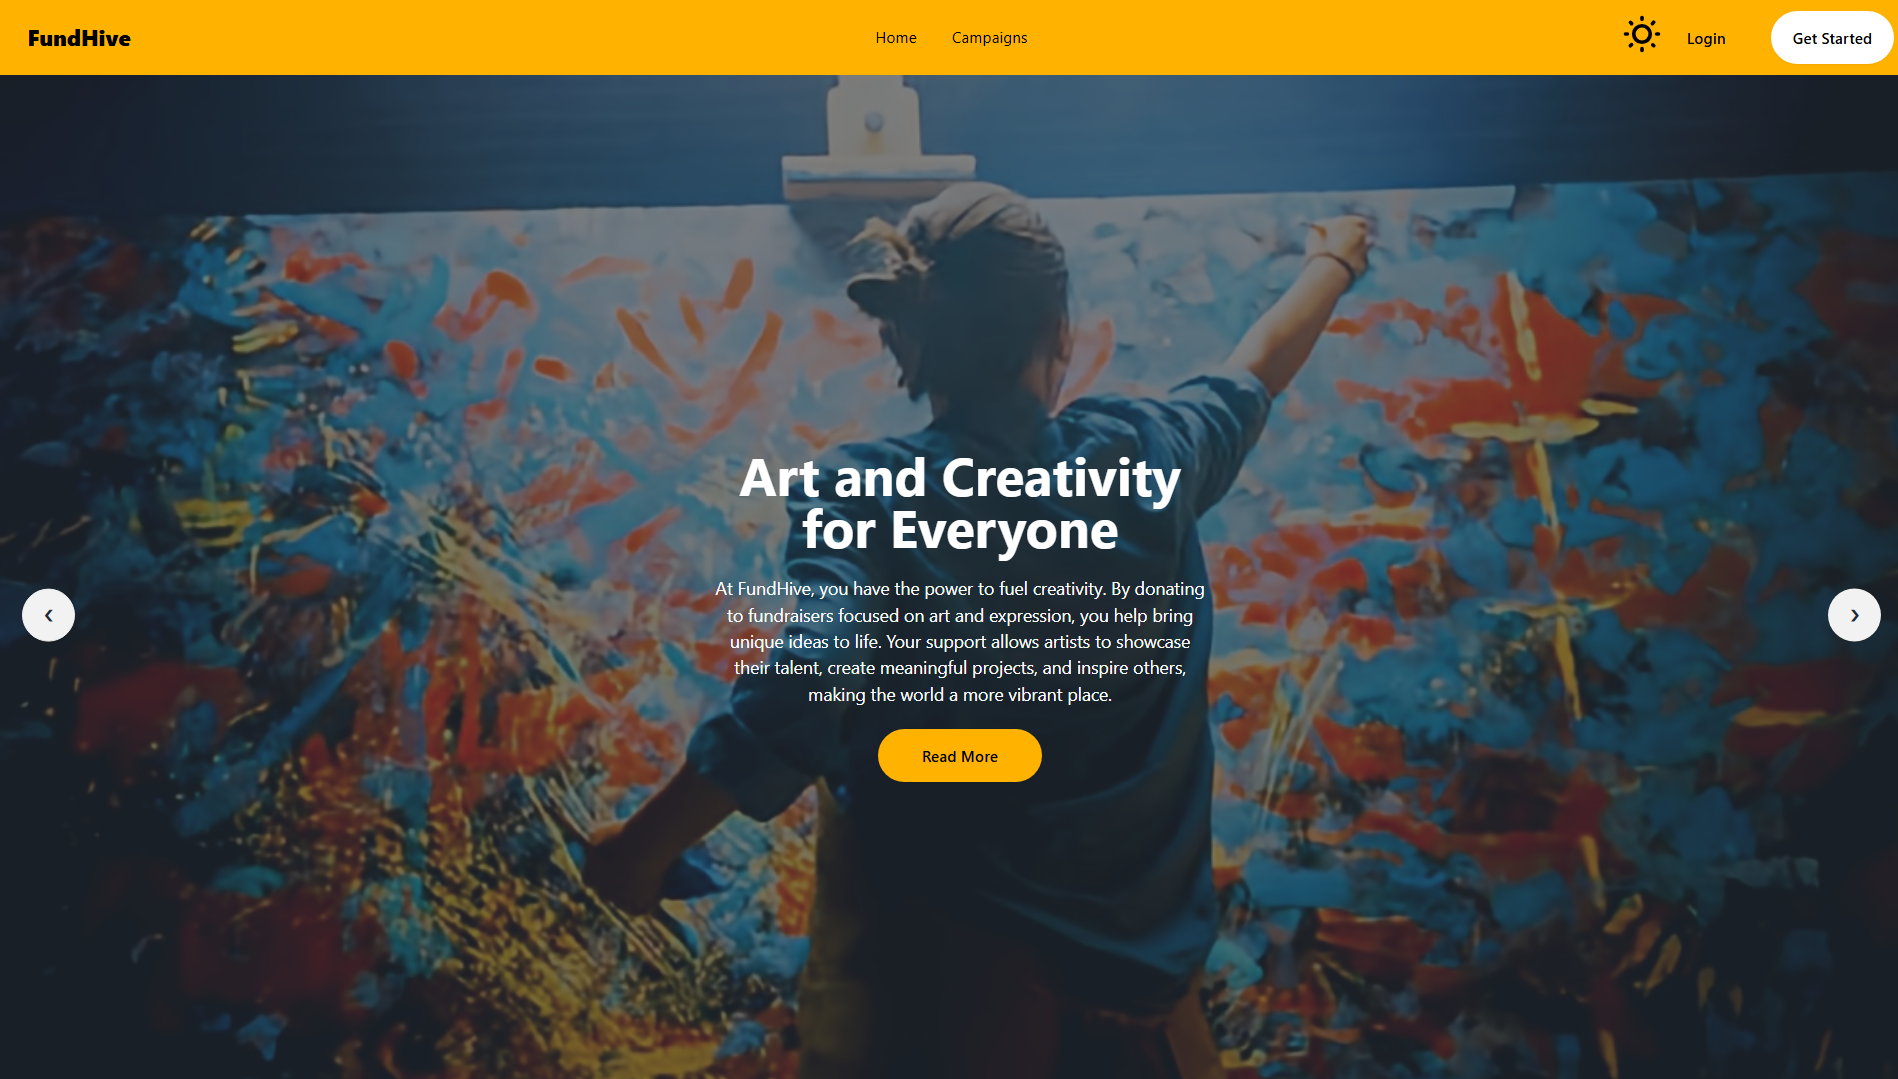 FundHive
Home
Campaigns
Login
Get Started
Art and Creativity
for Everyone
At FundHive, you have the power to fuel creativity. By donating
to fundraisers focused on art and expression, you help bring
unique ideas to life. Your support allows artists to showcase
their talent, create meaningful projects, and inspire others,
making the world a more vibrant place.
Read More